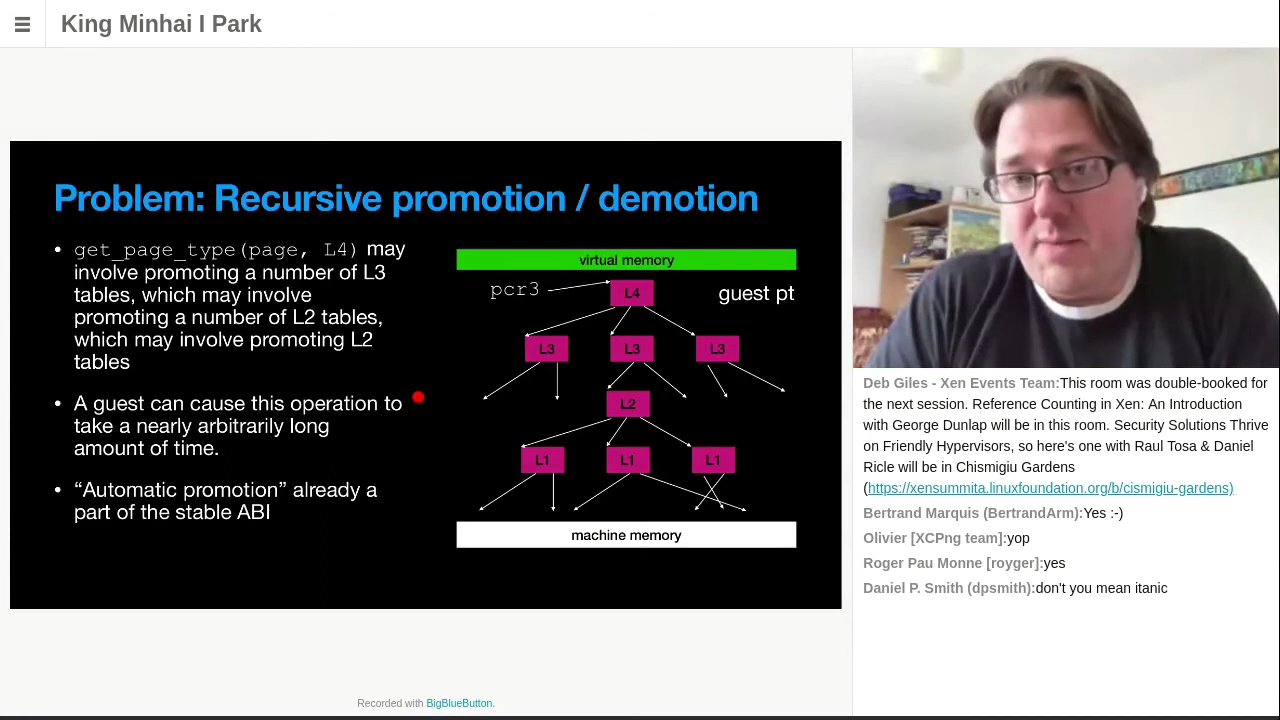 King Minhai I Park
Problem: Recursive promotion / demotion
• get_page_type(page, L4) may
involve promoting a number of L3
tables, which may involve
promoting a number of L2 tables,
which may involve promoting L2
tables
• A guest can cause this operation to
take a nearly arbitrarily long
amount of time.
• “Automatic promotion” already a
part of the stable ABI
virtual memory
pcr3
L4
guest pt
L3
L3
L3
L2
L1
L1
L1
machine memory
Deb Giles - Xen Events Team:This room was double-booked for
the next session. Reference Counting in Xen: An Introduction
with George Dunlap will be in this room. Security Solutions Thrive
on Friendly Hypervisors, so here's one with Raul Tosa & Daniel
Ricle will be in Chismigiu Gardens
(https://xensummita.linuxfoundation.org/b/cismigiu-gardens)
Bertrand Marquis (BertrandArm):Yes :-)
Olivier [XCPng team]:yop
Roger Pau Monne [royger]:yes
Daniel P. Smith (dpsmith):don't you mean itanic
Recorded with BigBlueButton.